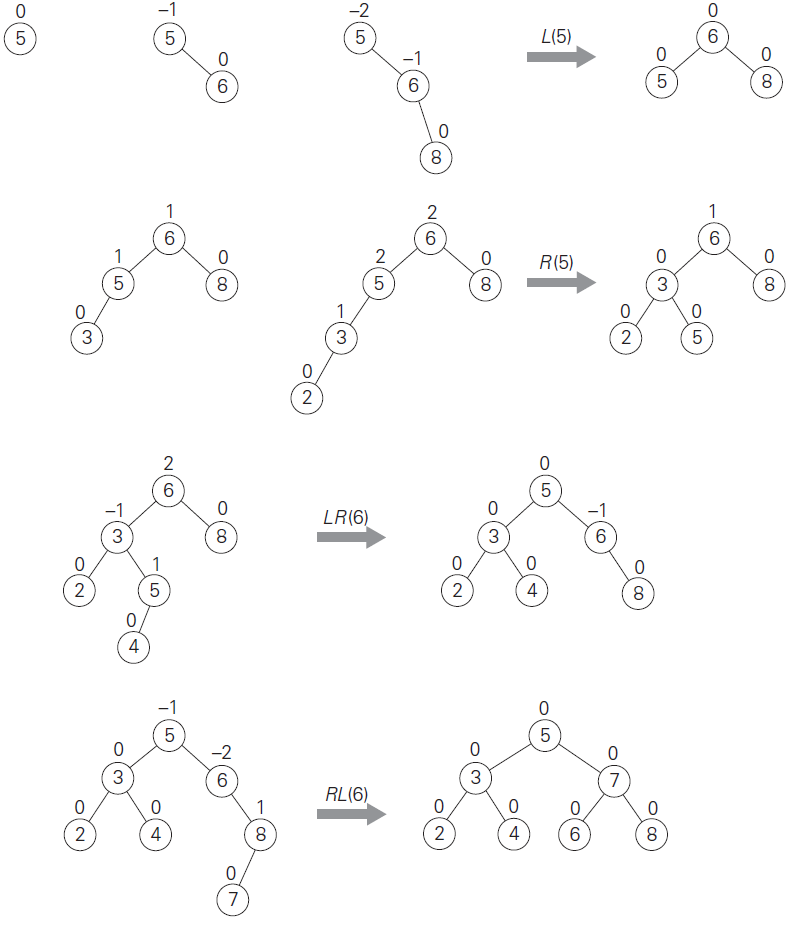 0 −1 −2 0
5 5 5 L(5) 6
0 −1 0 0
6 6 5 8
0
8
1 2 1
6 6 6
1 0 2 0 R(5) 0 0
5 8 5 8 3 8
0 1 0 0
3 3 2 5
0
2
2 0
6 5
−1 0 LR(6) 0 −1
3 8 3 6
0 1 0 0 0
2 5 2 4 8
0
4
−1 0
5 5
0 −2 0 0
3 6 RL(6) 3 7
0 0 1 0 0 0 0
2 4 8 2 4 6 8
0
7